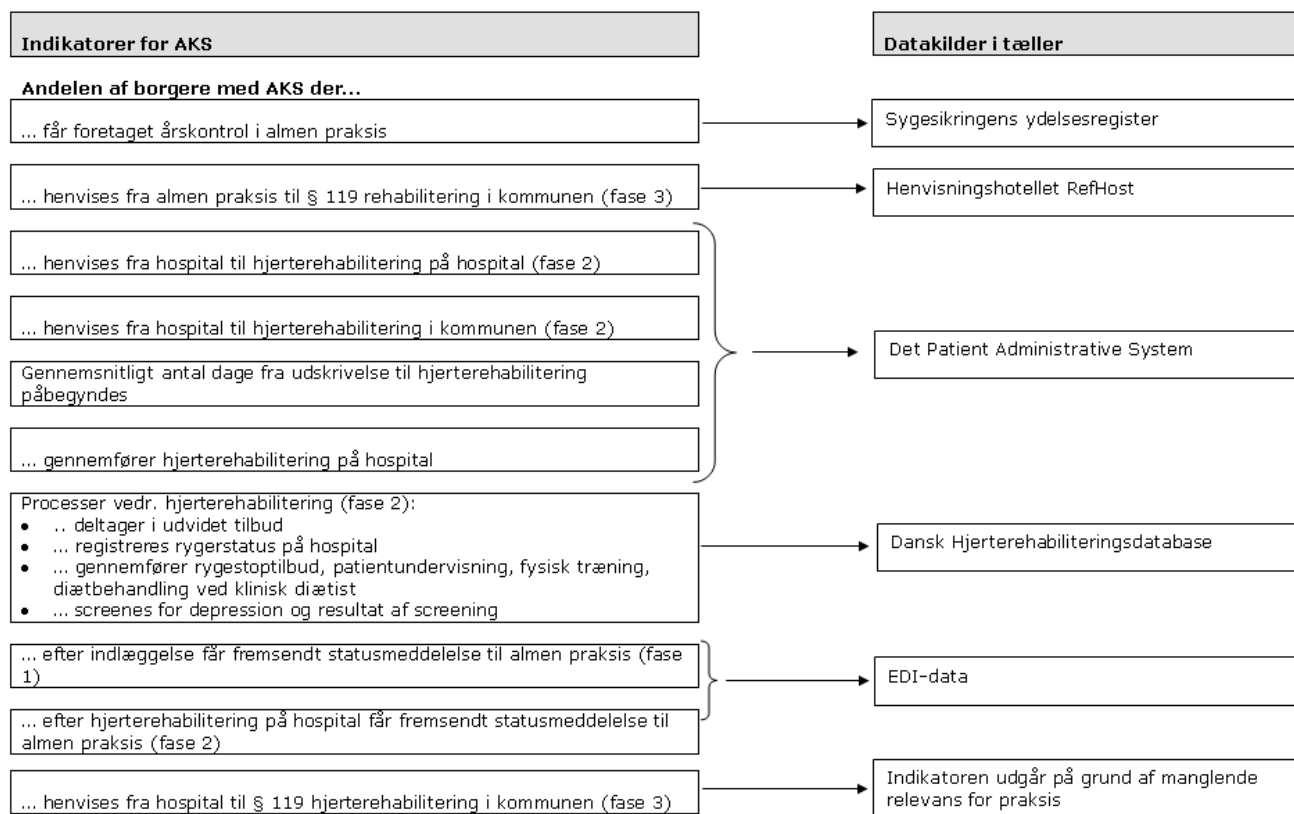 Indikatorer for AKS
Datakilder i tæller
Andelen af borgere med AKS der...
... får foretaget årskontrol i almen praksis
Sygesikringens ydelsesregister
... henvises fra almen praksis til § 119 rehabilitering i kommunen (fase 3)
Henvisningshotellet RefHost
... henvises fra hospital til hjerterehabilitering på hospital (fase 2)
... henvises fra hospital til hjerterehabilitering i kommunen (fase 2)
Det Patient Administrative System
Gennemsnitligt antal dage fra udskrivelse til hjerterehabilitering
påbegyndes
... gennemfører hjerterehabilitering på hospital
Processer vedr. hjerterehabilitering (fase 2):
• .. deltager i udvidet tilbud
• ... registreres rygerstatus på hospital
• ... gennemfører rygestoptilbud, patientundervisning, fysisk træning,
diætbehandling ved klinisk diætist
• ... screenes for depression og resultat af screening
Dansk Hjerterehabiliteringsdatabase
... efter indlæggelse får fremsendt statusmeddelelse til almen praksis (fase
1)
EDI-data
... efter hjerterehabilitering på hospital får fremsendt statusmeddelelse til
almen praksis (fase 2)
... henvises fra hospital til § 119 hjerterehabilitering i kommunen (fase 3)
Indikatoren udgår på grund af manglende
relevans for praksis